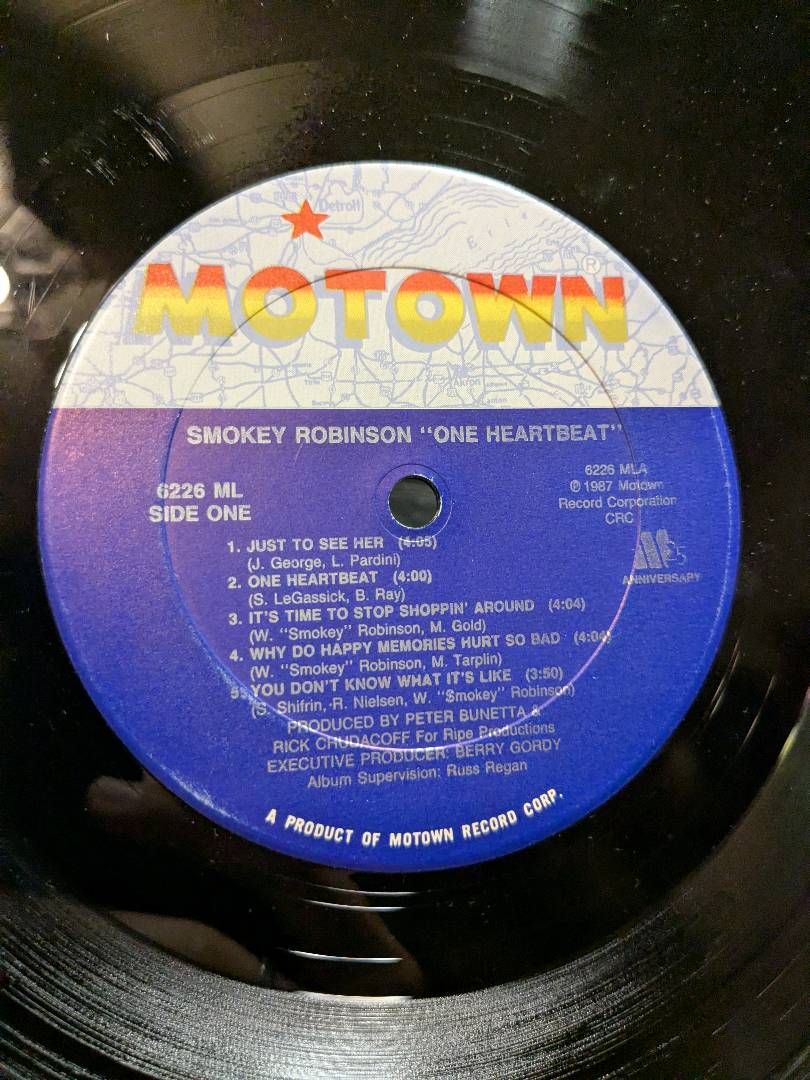 Detroit
Erie
MOTOWN®
Akron
SMOKEY ROBINSON "ONE HEARTBEAT"
6226 ML
SIDE ONE
6226 MLA
℗ 1987 Motown
Record Corporation
CRC
M25
ANNIVERSARY
1. JUST TO SEE HER (4:05)
(J. George, L. Pardini)
2. ONE HEARTBEAT (4:00)
(S. LeGassick, B. Ray)
3. IT'S TIME TO STOP SHOPPIN' AROUND (4:04)
(W. "Smokey" Robinson, M. Gold)
4. WHY DO HAPPY MEMORIES HURT SO BAD (4:04)
(W. "Smokey" Robinson, M. Tarplin)
5. YOU DON'T KNOW WHAT IT'S LIKE (3:50)
(S. Shifrin, R. Nielsen, W. "Smokey" Robinson)
PRODUCED BY PETER BUNETTA &
RICK CHUDACOFF For Ripe Productions
EXECUTIVE PRODUCER: BERRY GORDY
Album Supervision: Russ Regan
A PRODUCT OF MOTOWN RECORD CORP.